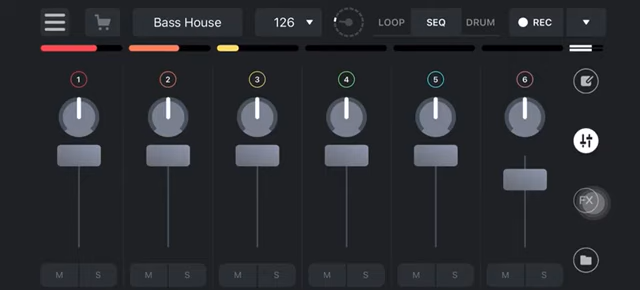 Bass House 126 LOOP SEQ DRUM REC
1 2 3 4 5 6
FX
M S M S M S M S M S M S